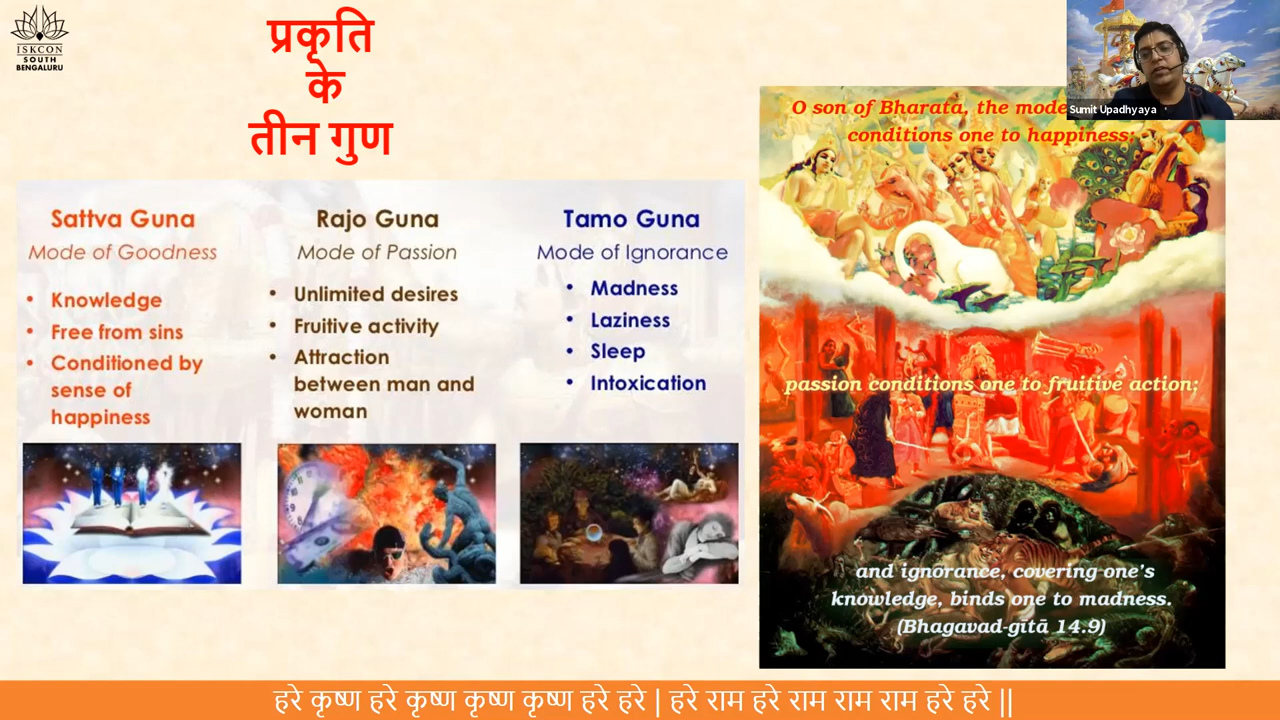 ISKCON
SOUTH
BENGALURU
प्रकृति
के
तीन गुण
Sattva Guna
Mode of Goodness
• Knowledge
• Free from sins
• Conditioned by
sense of
happiness
Rajo Guna
Mode of Passion
• Unlimited desires
• Fruitive activity
• Attraction
between man and
woman
Tamo Guna
Mode of Ignorance
• Madness
• Laziness
• Sleep
• Intoxication
Sumit Upadhyaya
O son of Bharata, the mode
conditions one to happiness;
passion conditions one to fruitive action;
and ignorance, covering one's
knowledge, binds one to madness.
(Bhagavad-gītā 14.9)
हरे कृष्ण हरे कृष्ण कृष्ण कृष्ण हरे हरे | हरे राम हरे राम राम राम हरे हरे ||